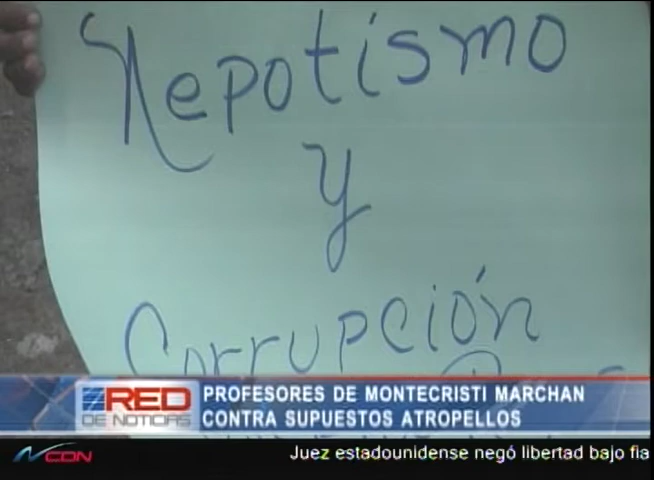 Nepotismo
y
Corrupción
RED
DE NOTICIAS
PROFESORES DE MONTECRISTI MARCHAN
CONTRA SUPUESTOS ATROPELLOS
CDN
Juez estadounidense negó libertad bajo fia